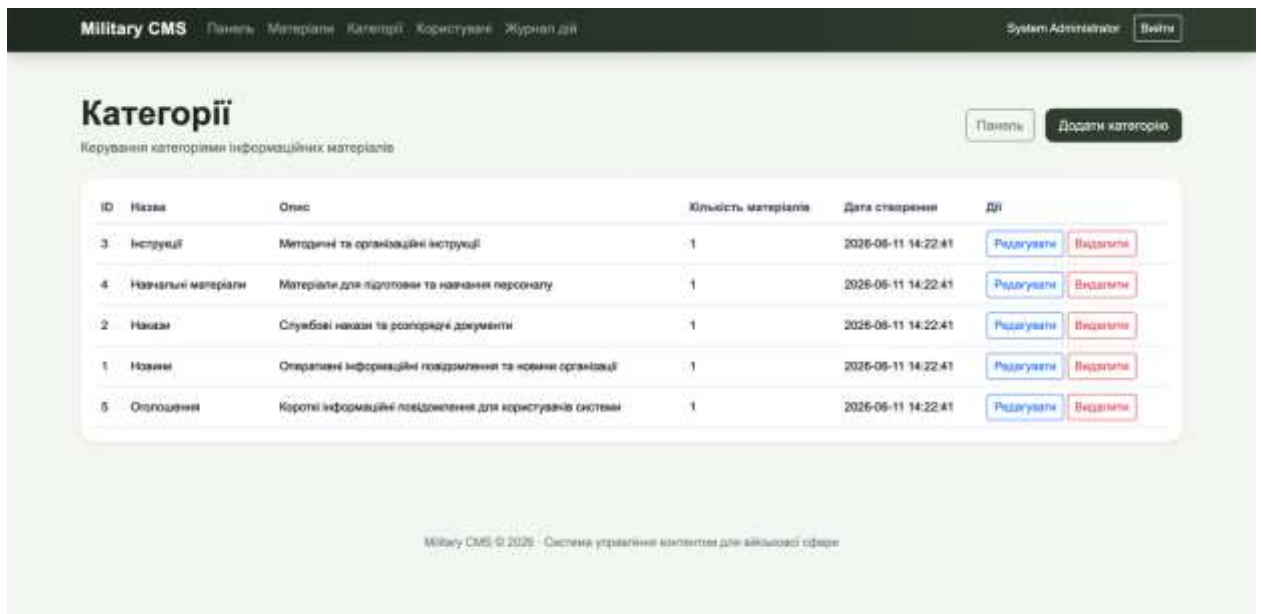 Military CMS Панель Матеріали Категорії Користувачі Журнал дій System Administrator Вийти
Категорії
Керування категоріями інформаційних матеріалів
Панель Додати категорію
ID Назва Опис Кількість матеріалів Дата створення Дії
3 Інструкції Методичні та організаційні інструкції 1 2026-06-11 14:22:41 Редагувати Видалити
4 Навчальні матеріали Матеріали для підготовки та навчання персоналу 1 2026-06-11 14:22:41 Редагувати Видалити
2 Накази Службові накази та розпорядчі документи 1 2026-06-11 14:22:41 Редагувати Видалити
1 Новини Оперативні інформаційні повідомлення та новини організації 1 2026-06-11 14:22:41 Редагувати Видалити
5 Оголошення Короткі інформаційні повідомлення для користувачів системи 1 2026-06-11 14:22:41 Редагувати Видалити
Military CMS © 2026 · Система управління контентом для військової сфери